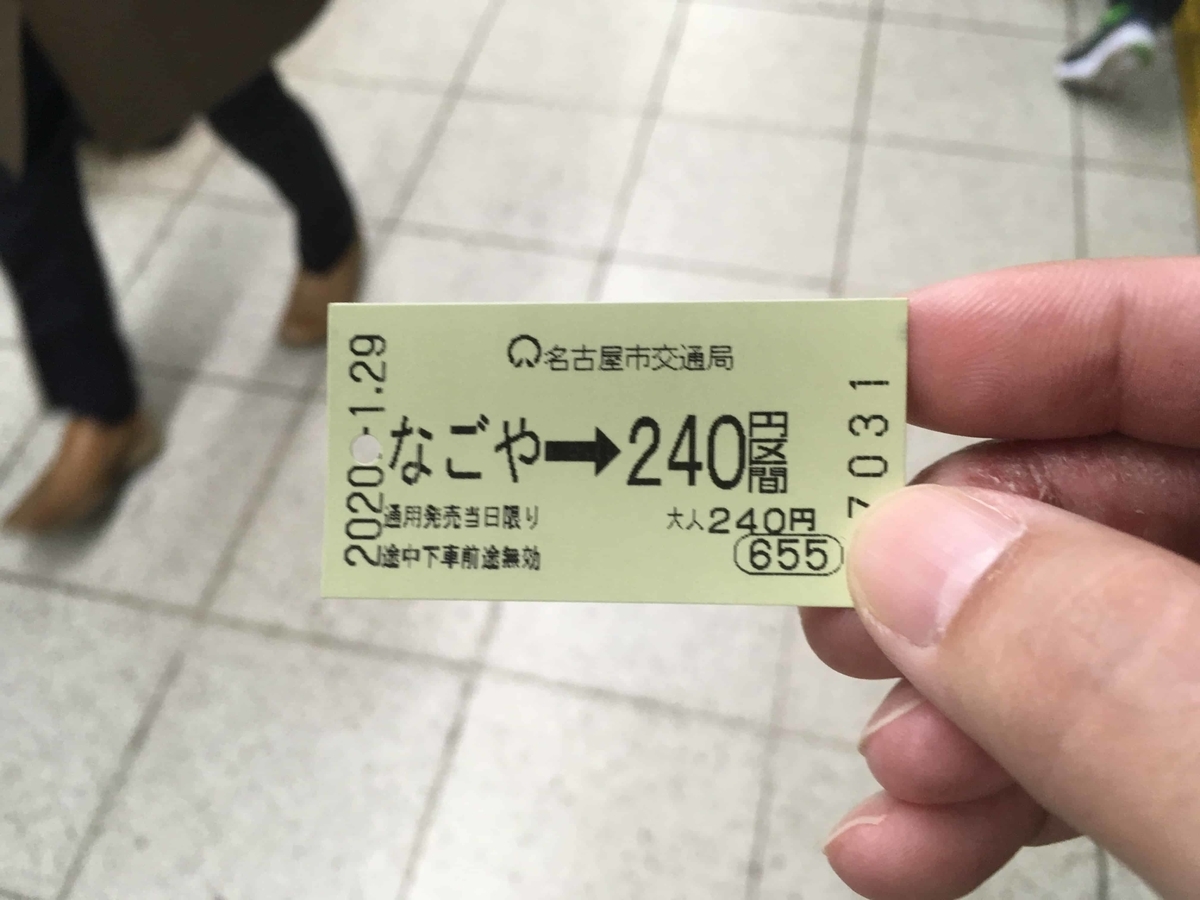 名古屋市交通局
2020.-1.29
なごや➡240円区間
通用発売当日限り
大人240円
途中下車前途無効
655
7031